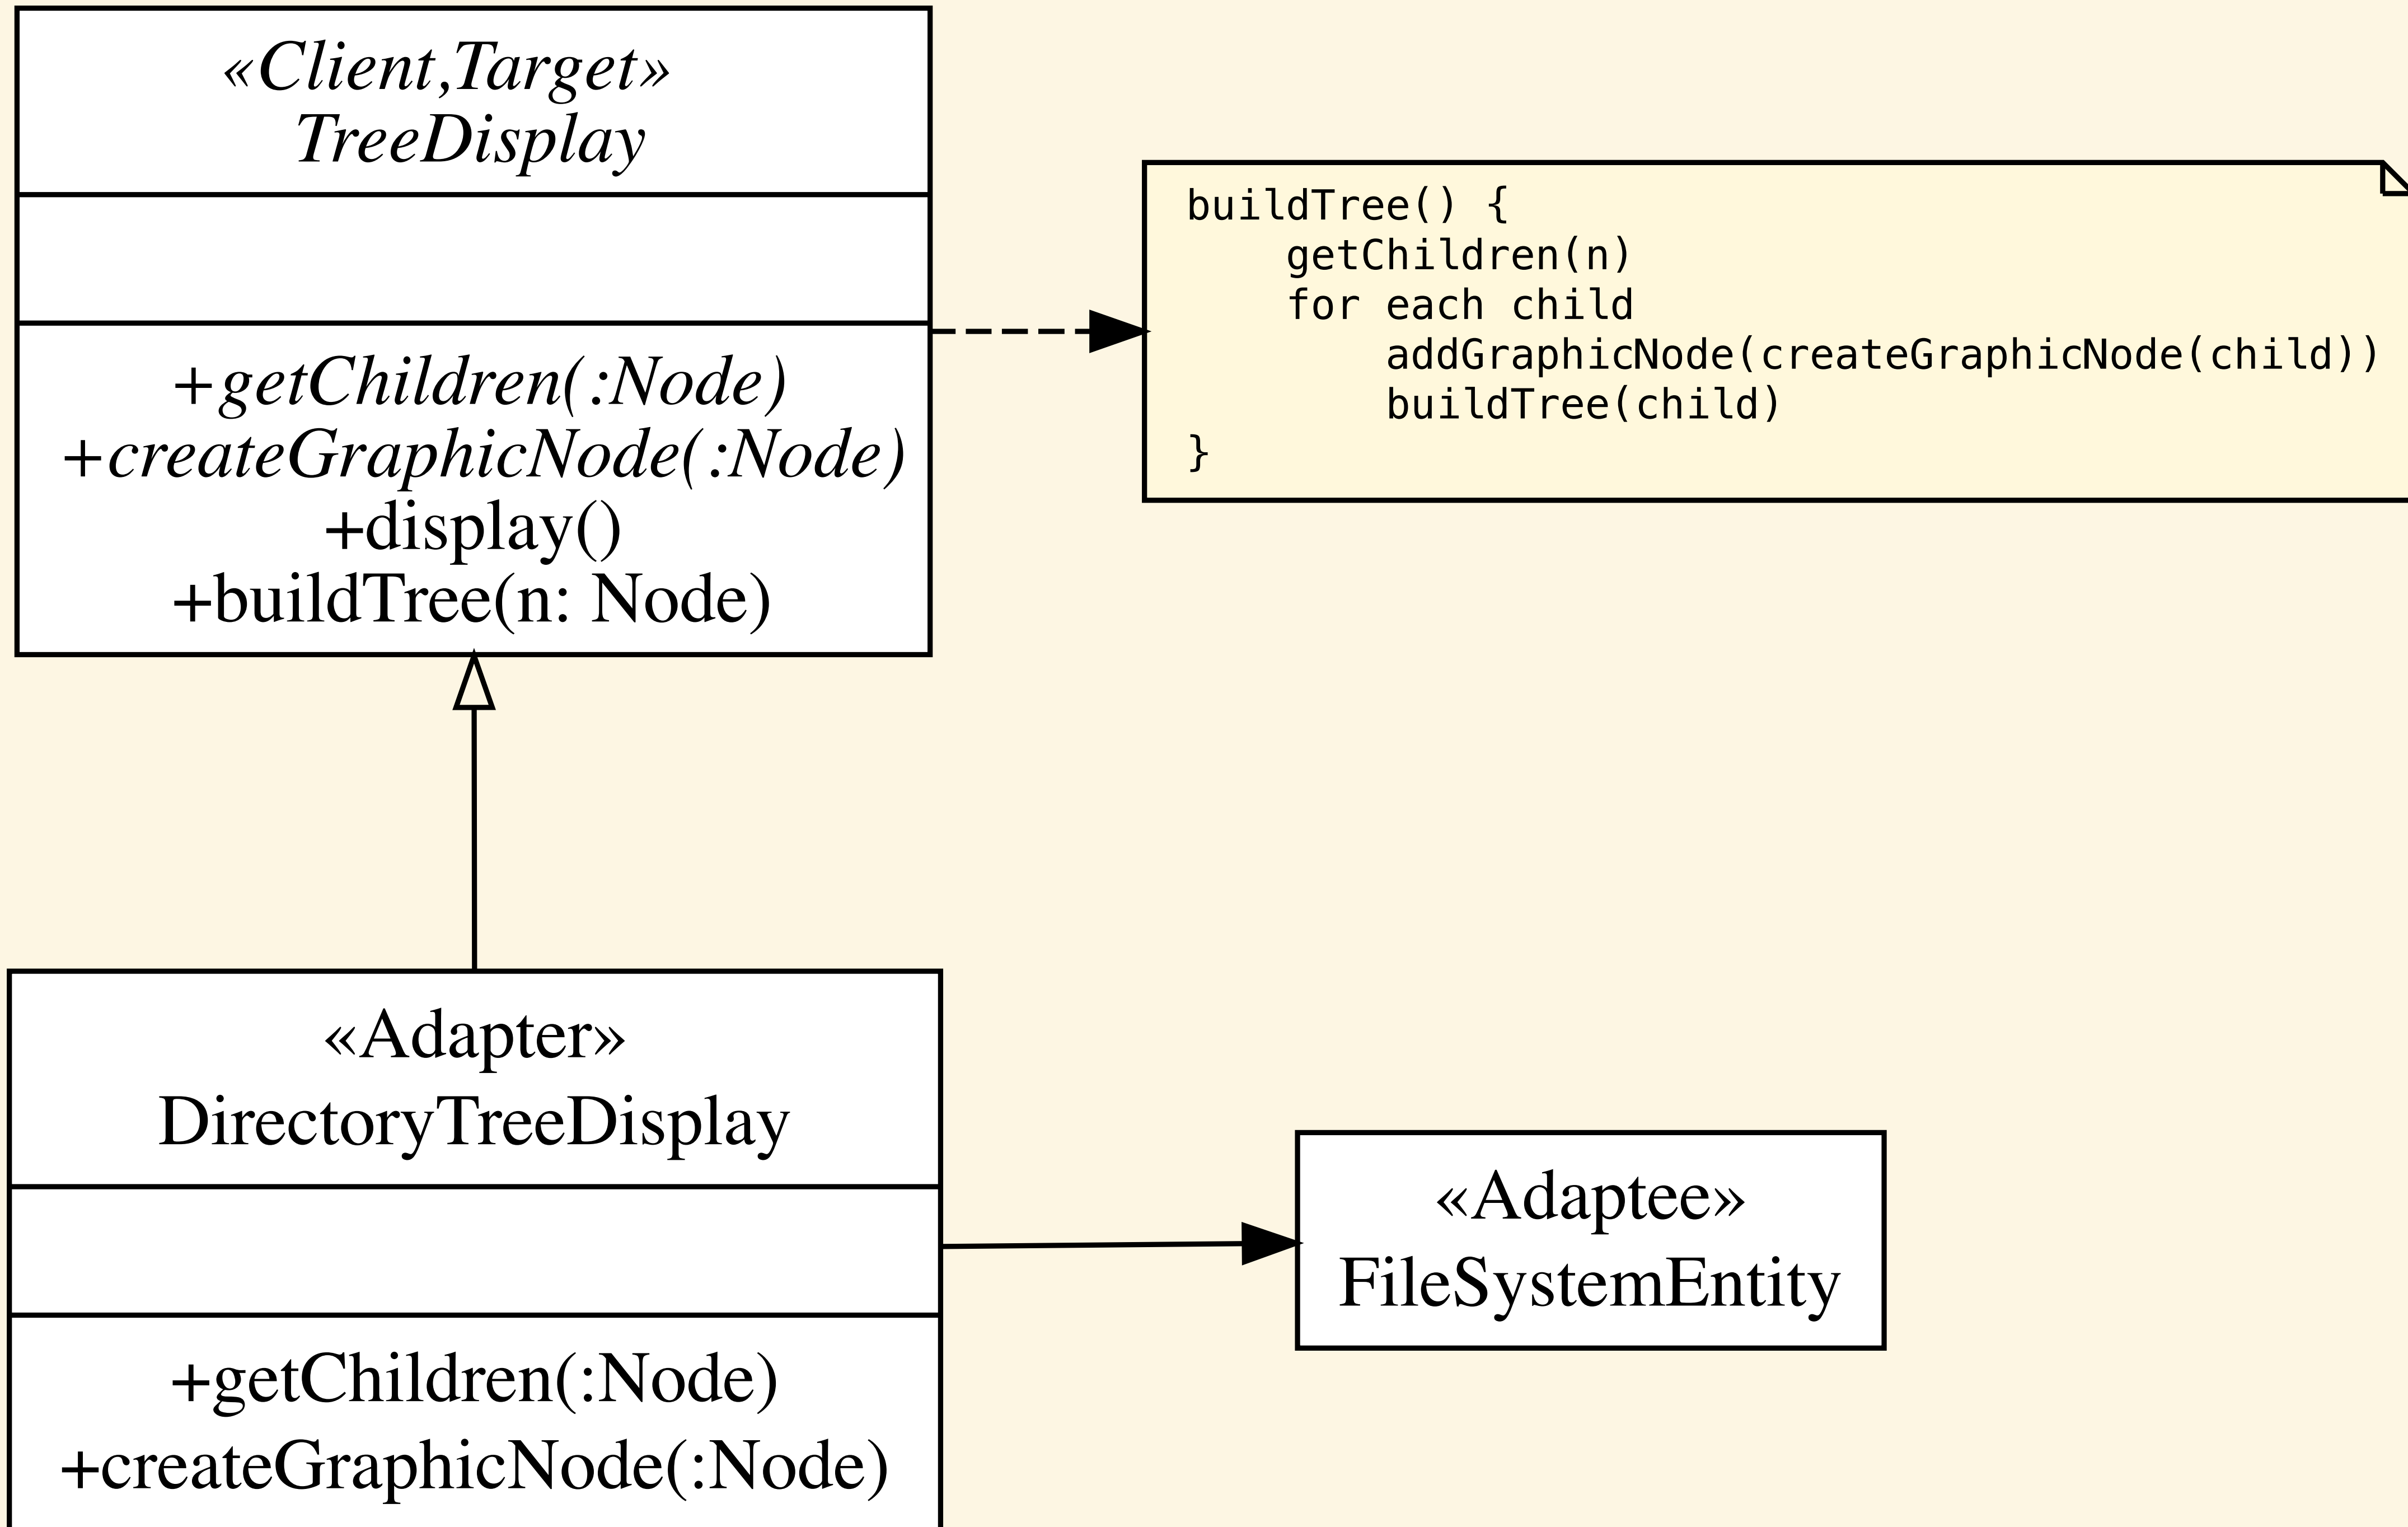 «Client,Target»
TreeDisplay
+getChildren(:Node)
+createGraphicNode(:Node)
+display()
+buildTree(n: Node)
buildTree() {
getChildren(n)
for each child
addGraphicNode(createGraphicNode(child))
buildTree(child)
}
«Adapter»
DirectoryTreeDisplay
+getChildren(:Node)
+createGraphicNode(:Node)
«Adaptee»
FileSystemEntity